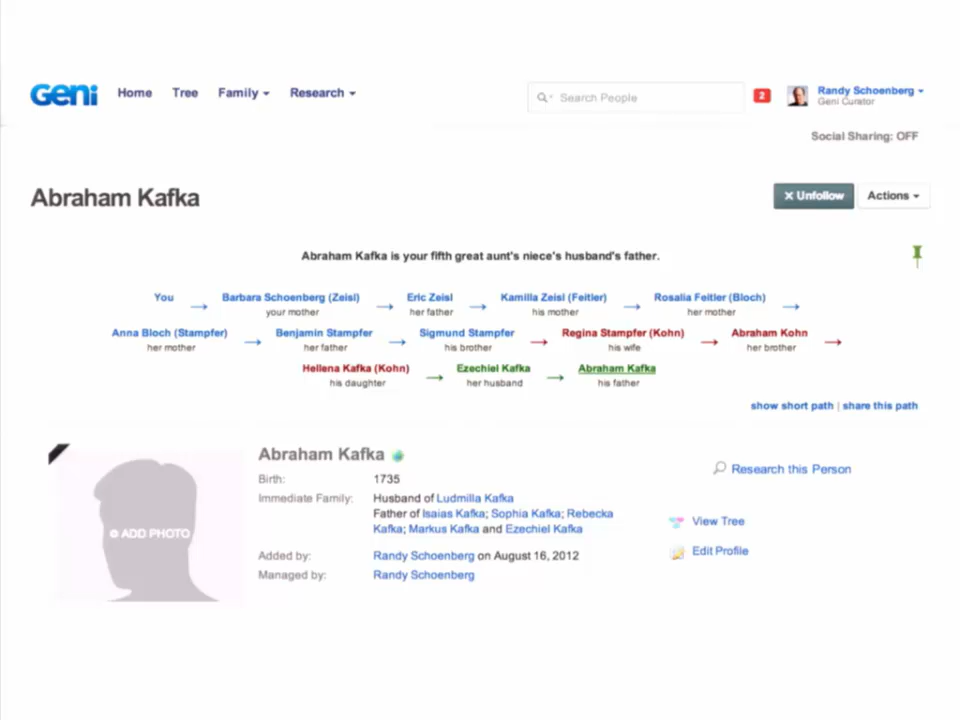 Geni Home Tree Family Research Search People 2 Randy Schoenberg
Geni Curator
Social Sharing: OFF
Abraham Kafka x Unfollow Actions
Abraham Kafka is your fifth great aunt's niece's husband's father.
You → Barbara Schoenberg (Zeisl) → Eric Zeisl → Kamilla Zeisl (Feitler) → Rosalia Feitler (Bloch) →
your mother her father his mother her mother
Anna Bloch (Stampfer) → Benjamin Stampfer → Sigmund Stampfer → Regina Stampfer (Kohn) → Abraham Kohn →
her mother her father his brother his wife her brother
Helena Kafka (Kohn) → Ezechiel Kafka → Abraham Kafka
his daughter her husband his father
show short path | share this path
Abraham Kafka
Birth: 1735
Immediate Family: Husband of Ludmilla Kafka
Father of Isaias Kafka; Sophia Kafka; Rebecka
Kafka; Markus Kafka and Ezechiel Kafka
Added by: Randy Schoenberg on August 16, 2012
Managed by: Randy Schoenberg
ADD PHOTO
Research this Person
View Tree
Edit Profile